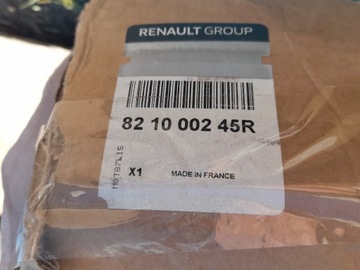 RENAULT GROUP
82 10 002 45R
X1
MADE IN FRANCE